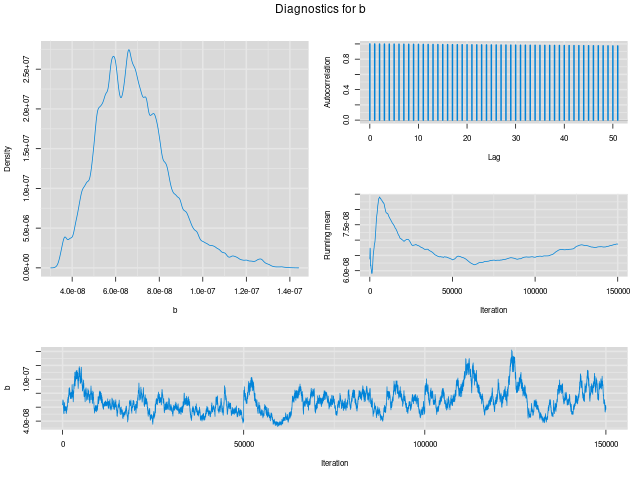 Diagnostics for b
Density
0.0e+00
5.0e+06
1.0e+07
1.5e+07
2.0e+07
2.5e+07
4.0e-08 6.0e-08 8.0e-08 1.0e-07 1.2e-07 1.4e-07
b
Autocorrelation
0.0
0.4
0.8
0 10 20 30 40 50
Lag
Running mean
6.0e-08
7.5e-08
0 50000 100000 150000
Iteration
b
4.0e-08
1.0e-07
0 50000 100000 150000
Iteration